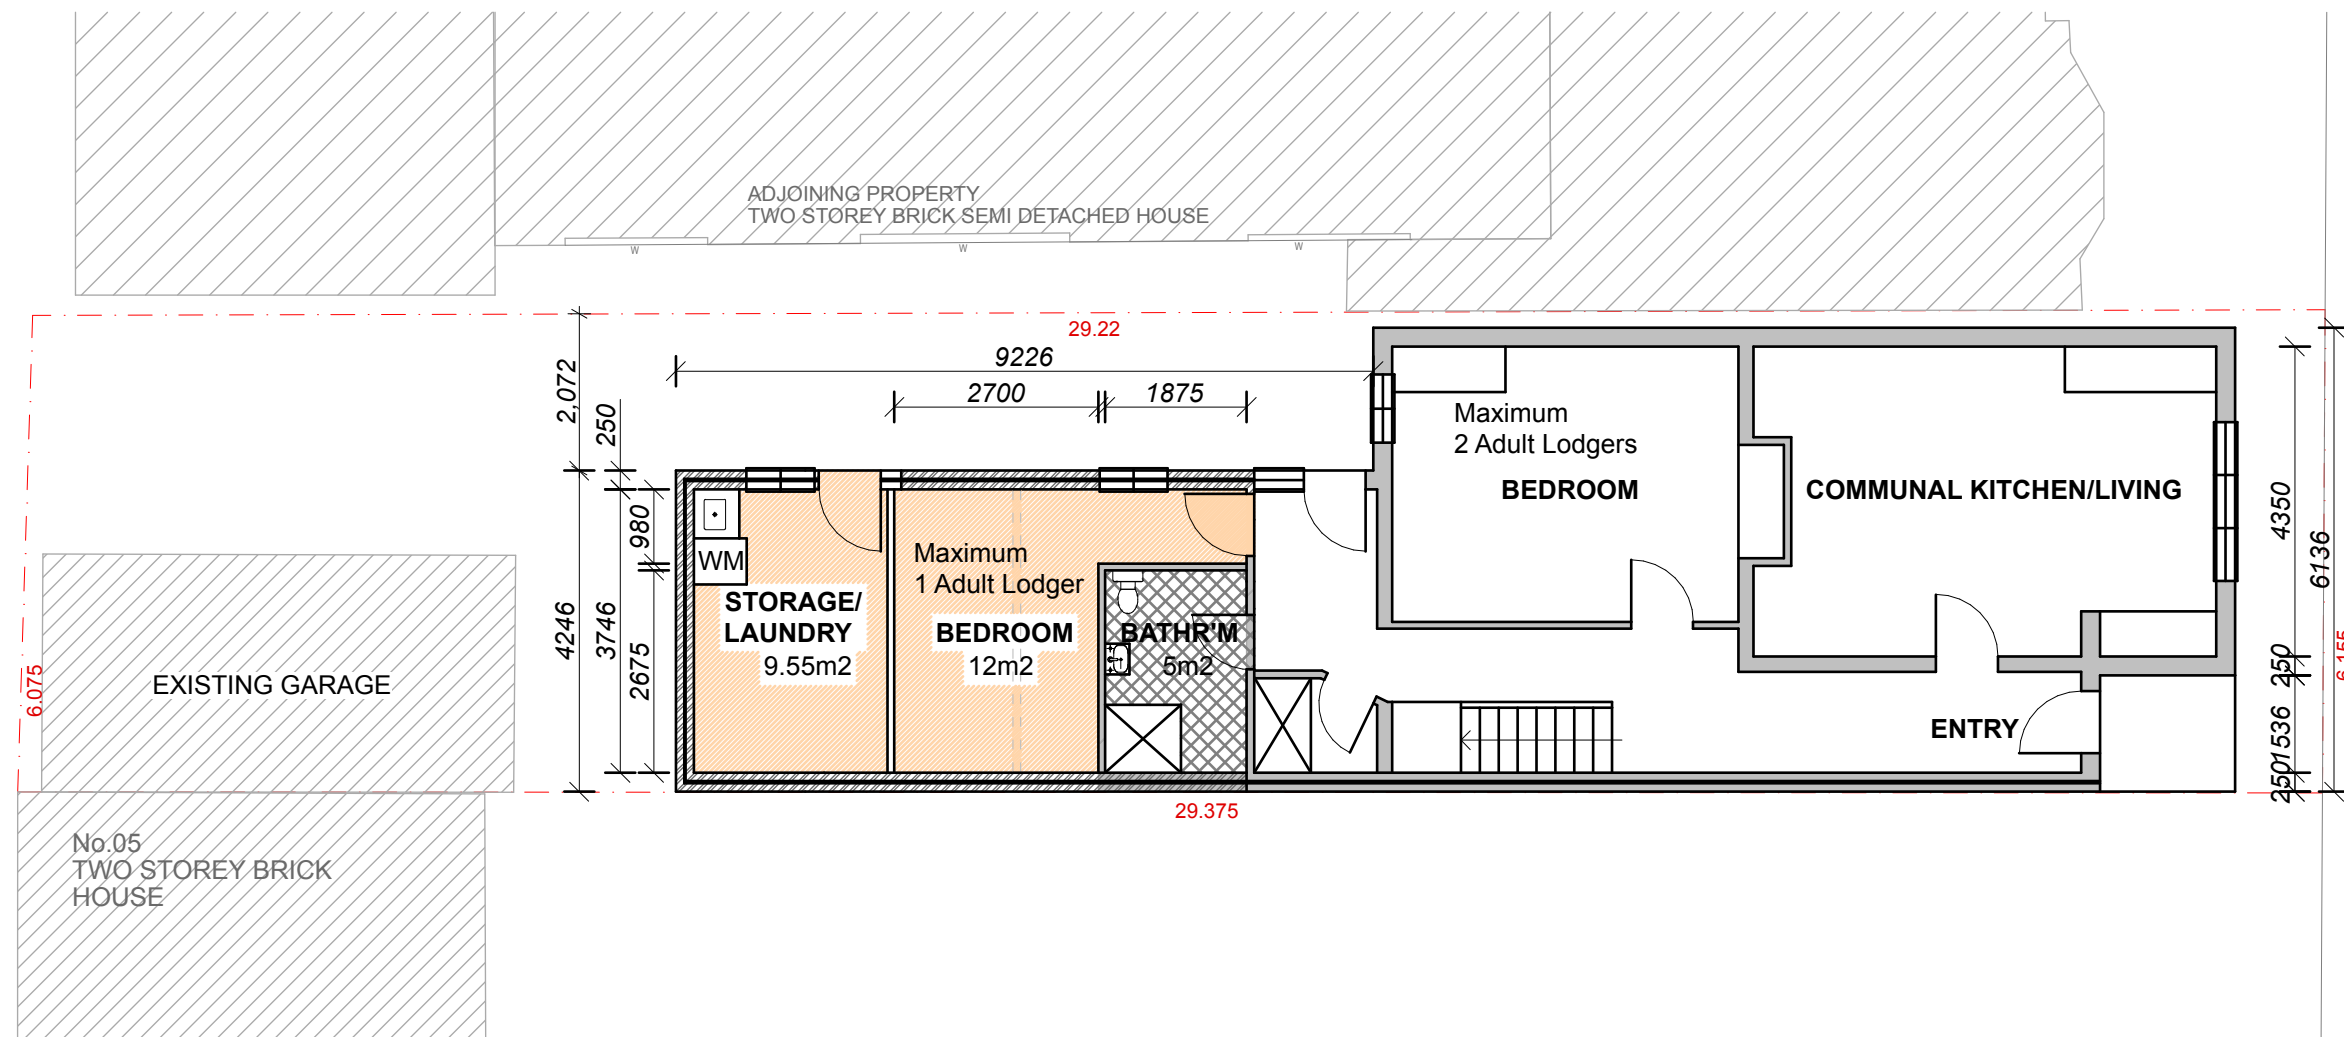 ADJOINING PROPERTY
TWO STOREY BRICK SEMI DETACHED HOUSE
W
W
W
29.22
9226
2,072
250
2700
1875
Maximum
2 Adult Lodgers
BEDROOM
COMMUNAL KITCHEN/LIVING
4350
6136
980
WM
Maximum
1 Adult Lodger
STORAGE/
LAUNDRY
9.55m2
BEDROOM
12m2
BATHR'M
5m2
4246
3746
2675
6.075
EXISTING GARAGE
ENTRY
250
1536
250
6.155
29.375
No.05
TWO STOREY BRICK
HOUSE